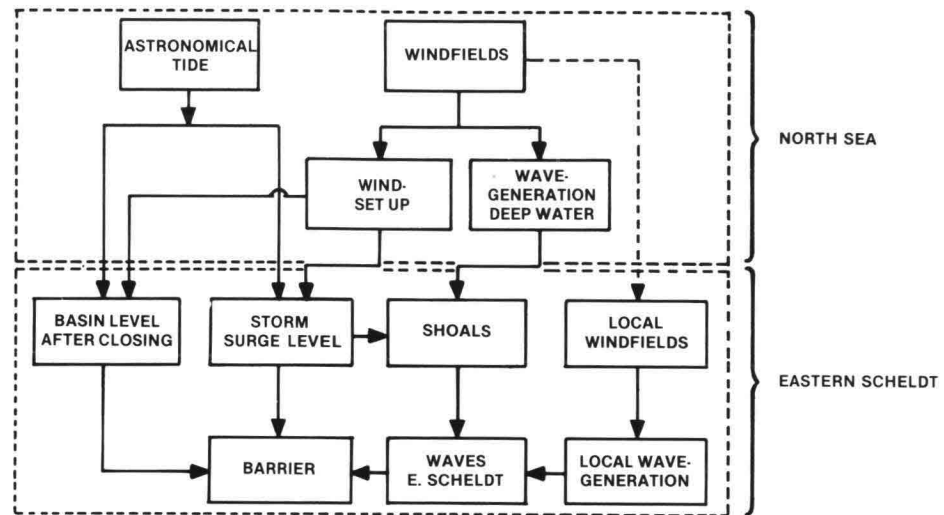 ASTRONOMICAL
TIDE
WINDFIELDS
NORTH SEA
WIND-
SET UP
WAVE-
GENERATION
DEEP WATER
BASIN LEVEL
AFTER CLOSING
STORM
SURGE LEVEL
SHOALS
LOCAL
WINDFIELDS
EASTERN SCHELDT
BARRIER
WAVES
E. SCHELDT
LOCAL WAVE-
GENERATION